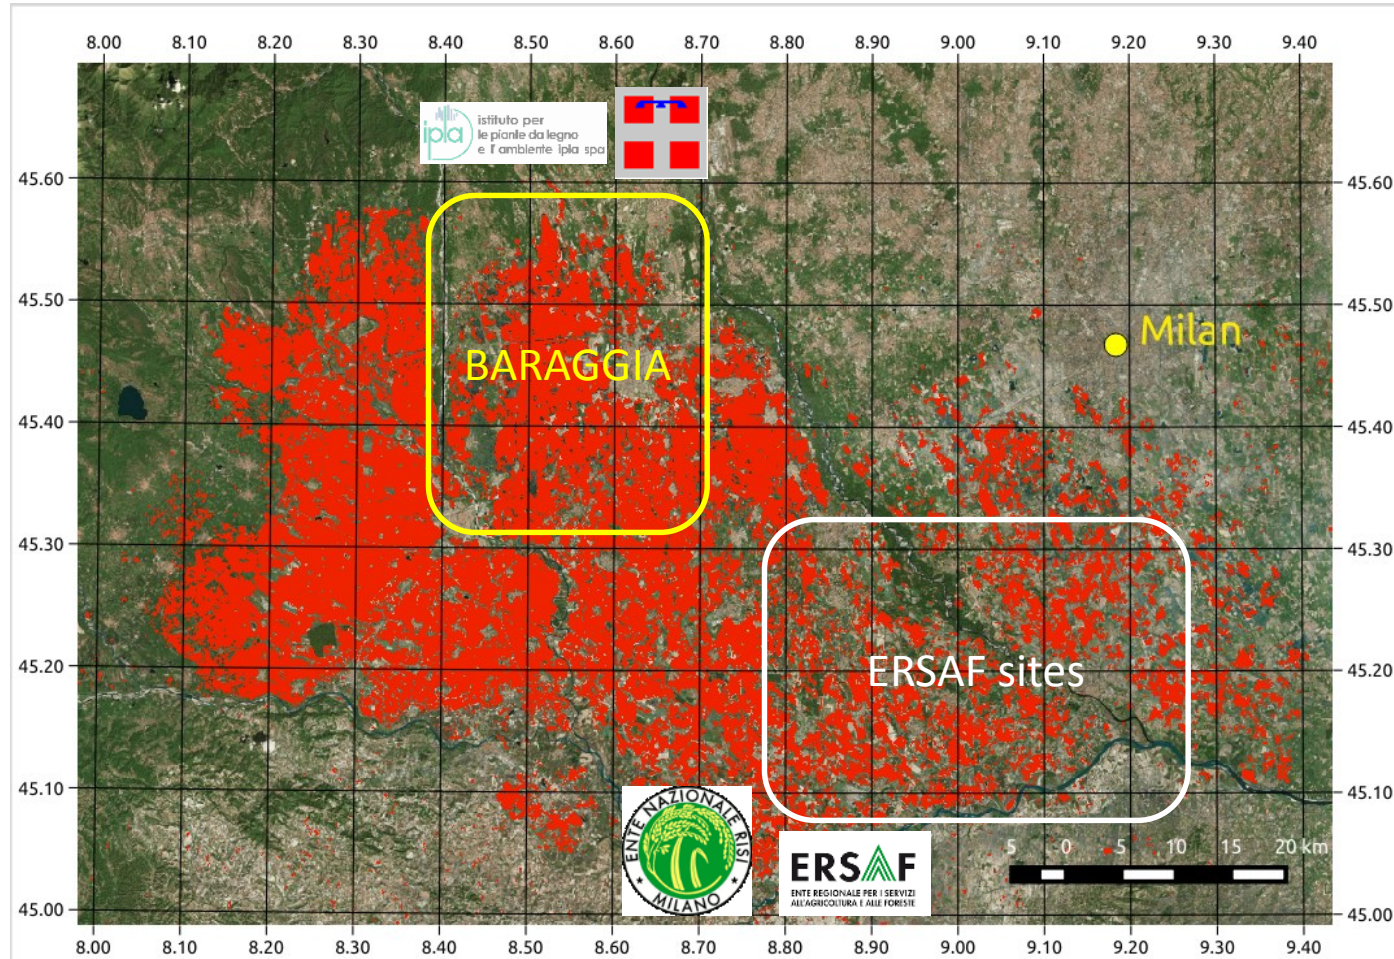 8.00 8.10 8.20 8.30 8.40 8.50 8.60 8.70 8.80 8.90 9.00 9.10 9.20 9.30 9.40
ipla
istituto per
le piante da legno
e l' ambiente ipla spa
45.60 45.60
45.50 45.50
Milan
BARAGGIA
45.40 45.40
45.30 45.30
45.20 45.20
ERSAF sites
45.10 45.10
ENTE NAZIONALE RISI
MILANO
ERSAF
ENTE REGIONALE PER I SERVIZI
ALL'AGRICOLTURA E ALLE FORESTE
5 0 5 10 15 20 km
45.00 45.00
8.00 8.10 8.20 8.30 8.40 8.50 8.60 8.70 8.80 8.90 9.00 9.10 9.20 9.30 9.40